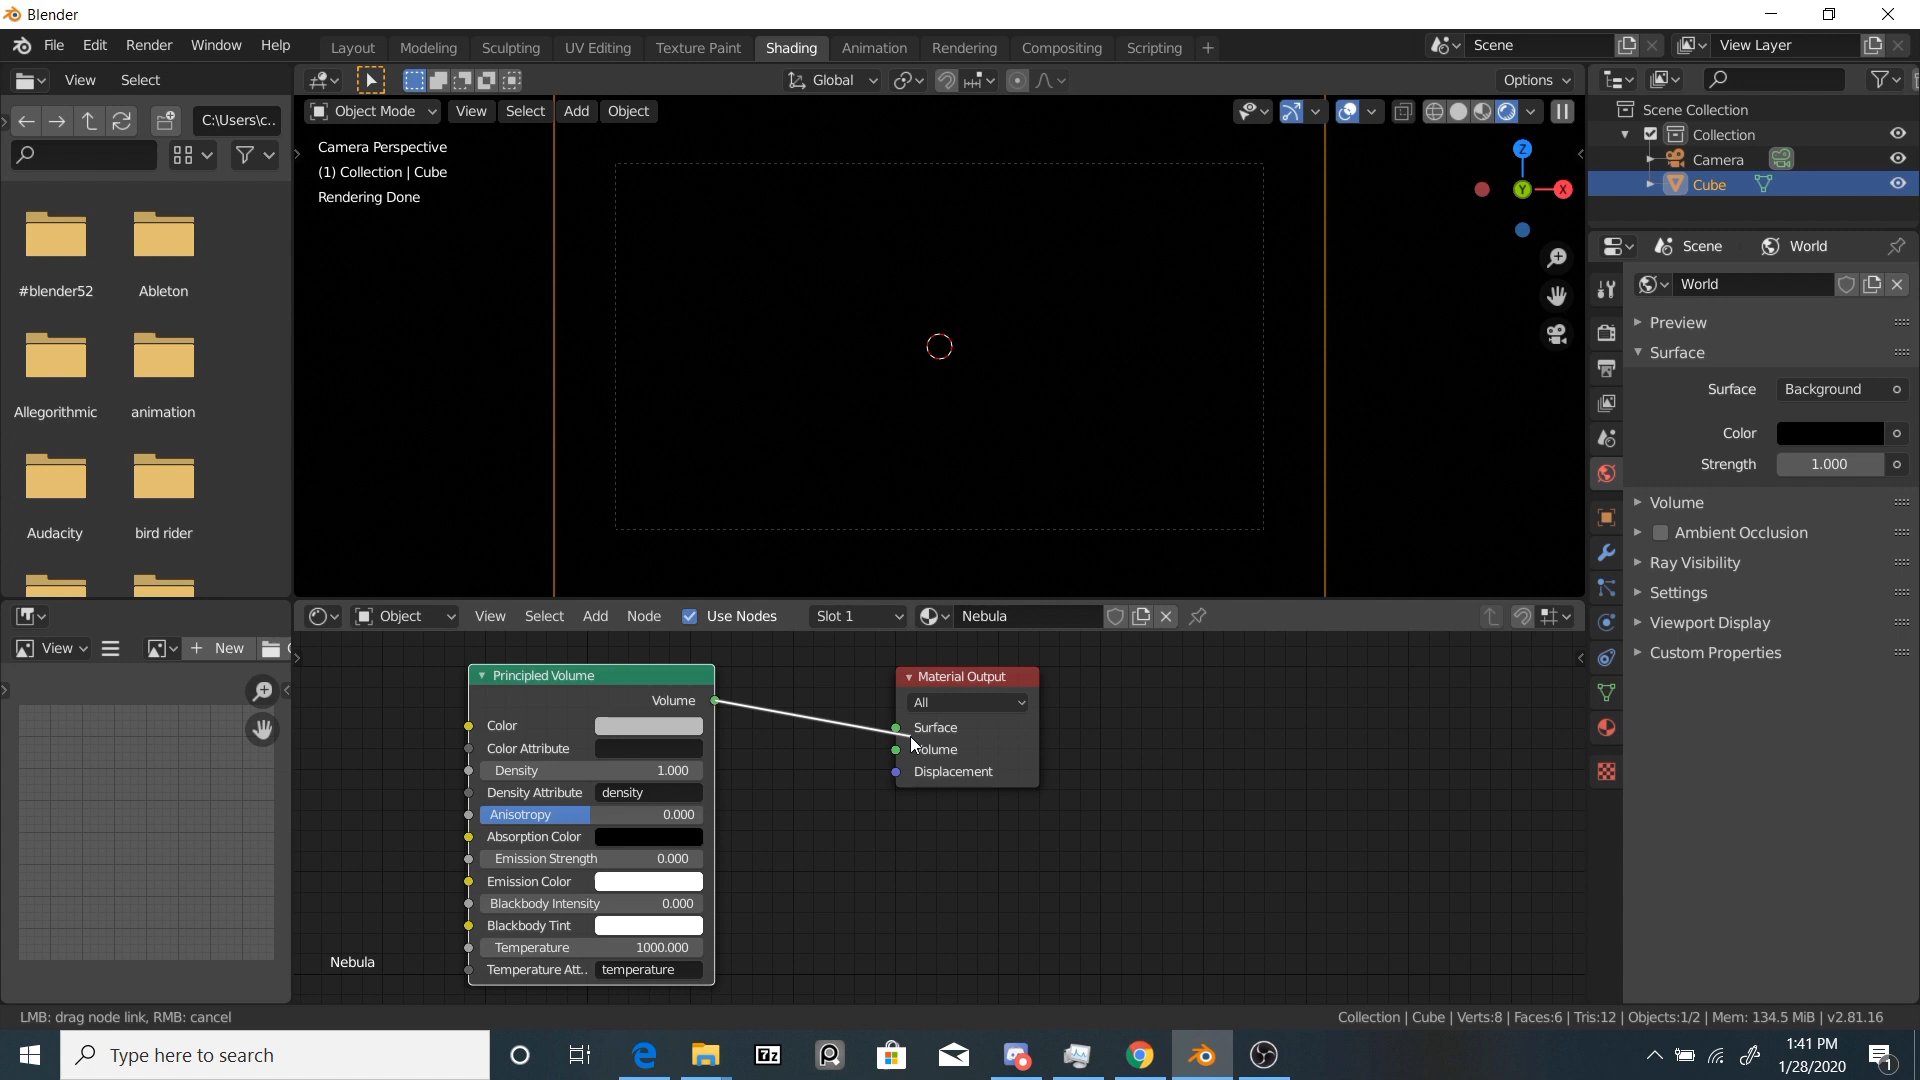 Blender
File Edit Render Window Help
Layout Modeling Sculpting UV Editing Texture Paint Shading Animation Rendering Compositing Scripting +
Scene
View Layer
View Select
Global
Options
C:\Users\c..
Object Mode View Select Add Object
Camera Perspective
(1) Collection | Cube
Rendering Done
Z
Y
X
Scene Collection
Collection
Camera
Cube
Scene World
World
Preview
Surface
Surface Background
Color
Strength 1.000
Volume
Ambient Occlusion
Ray Visibility
Settings
Viewport Display
Custom Properties
#blender52 Ableton
Allegorithmic animation
Audacity bird rider
View + New
Object View Select Add Node Use Nodes Slot 1 Nebula
Principled Volume
Volume
Color
Color Attribute
Density 1.000
Density Attribute density
Anisotropy 0.000
Absorption Color
Emission Strength 0.000
Emission Color
Blackbody Intensity 0.000
Blackbody Tint
Temperature 1000.000
Temperature Att.. temperature
Material Output
All
Surface
Volume
Displacement
Nebula
LMB: drag node link, RMB: cancel
Collection | Cube | Verts:8 | Faces:6 | Tris:12 | Objects:1/2 | Mem: 134.5 MiB | v2.81.16
Type here to search
7z
1:41 PM
1/28/2020
1